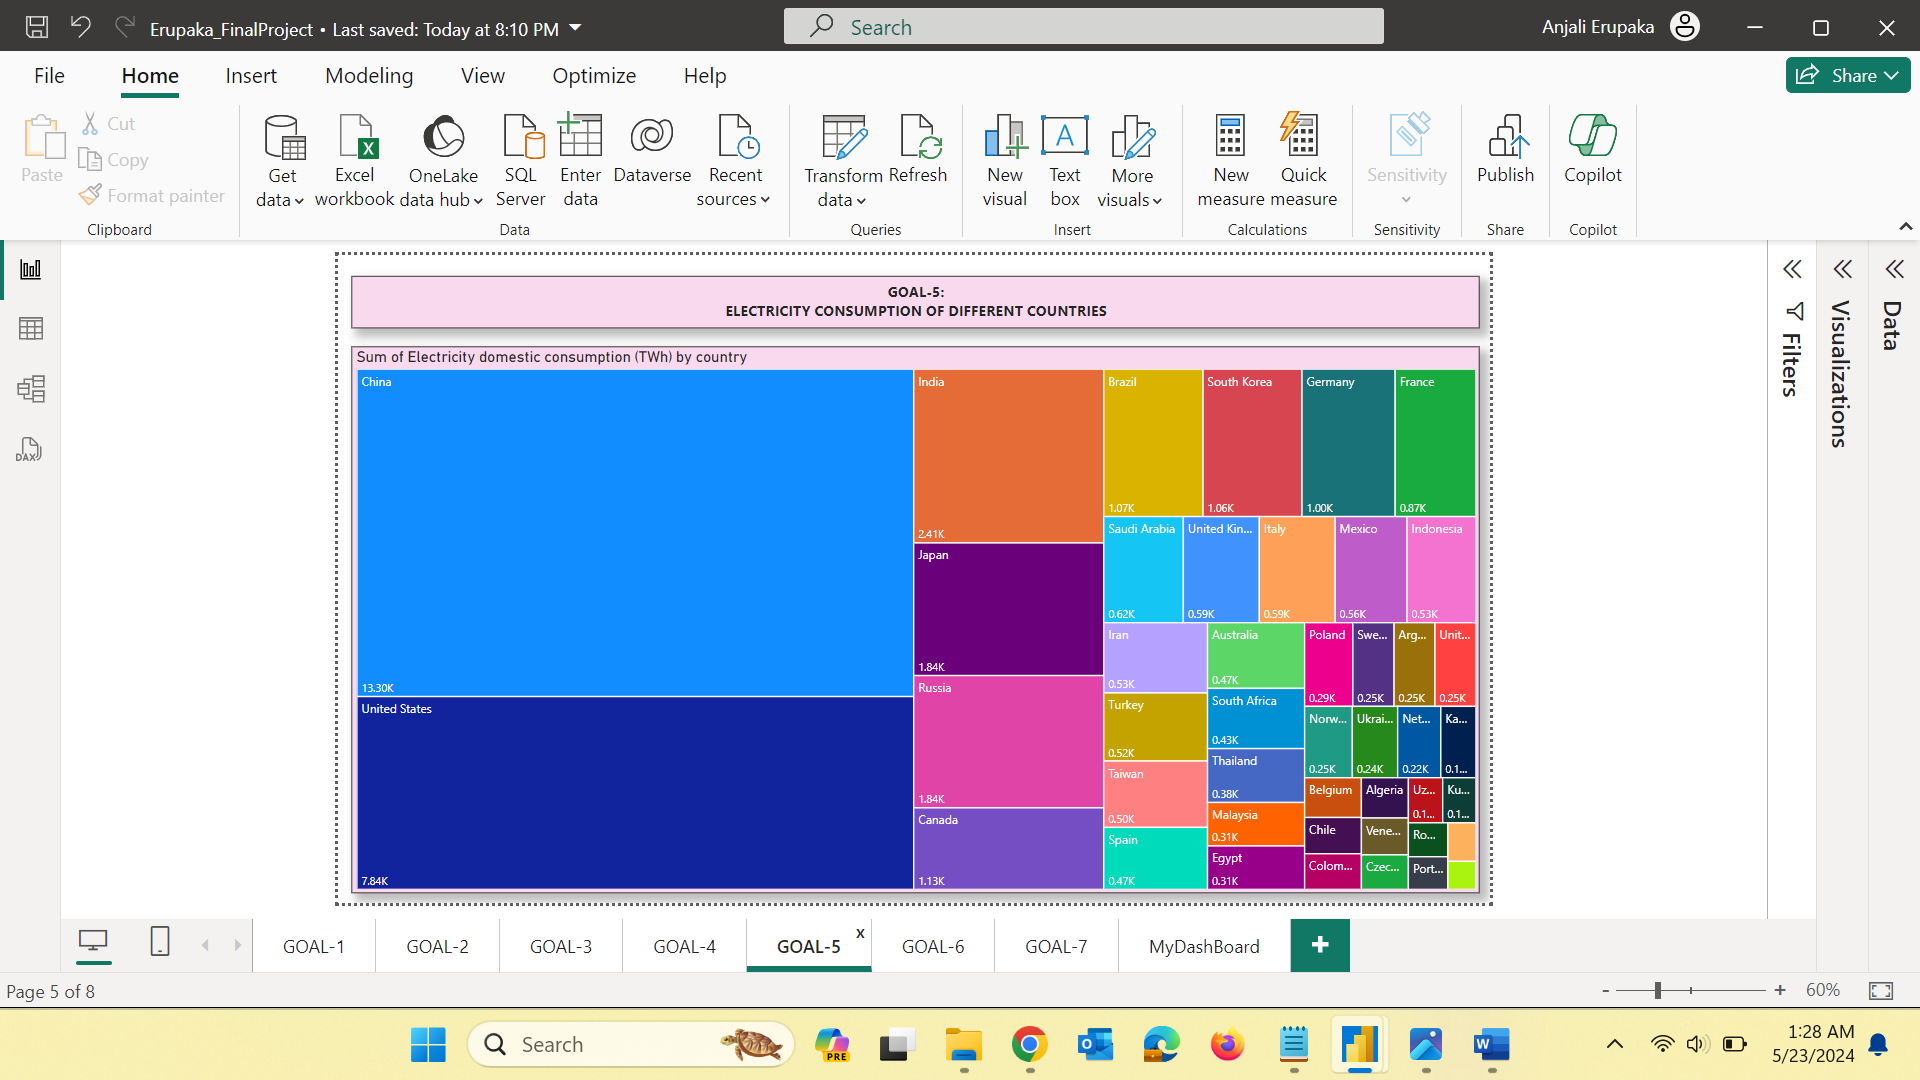 Erupaka_FinalProject • Last saved: Today at 8:10 PM
Search
Anjali Erupaka
File
Home
Insert
Modeling
View
Optimize
Help
Share
Paste
Cut
Copy
Format painter
Clipboard
Get data
Excel workbook
OneLake data hub
SQL Server
Enter data
Dataverse
Recent sources
Data
Transform data
Refresh
Queries
New visual
Text box
More visuals
Insert
New measure
Quick measure
Calculations
Sensitivity
Sensitivity
Publish
Share
Copilot
Copilot
DAX
GOAL-5:
ELECTRICITY CONSUMPTION OF DIFFERENT COUNTRIES
Sum of Electricity domestic consumption (TWh) by country
China
13.30K
United States
7.84K
India
2.41K
Japan
1.84K
Russia
1.84K
Canada
1.13K
Brazil
1.07K
South Korea
1.06K
Germany
1.00K
France
0.87K
Saudi Arabia
0.62K
United Kin...
0.59K
Italy
0.59K
Mexico
0.56K
Indonesia
0.53K
Iran
0.53K
Turkey
0.52K
Taiwan
0.50K
Spain
0.47K
Australia
0.47K
South Africa
0.43K
Thailand
0.38K
Malaysia
0.31K
Egypt
0.31K
Poland
0.29K
Swe...
0.25K
Arg...
0.25K
Unit...
0.25K
Norw...
0.25K
Ukrai...
0.24K
Net...
0.22K
Ka...
0.1...
Belgium
Algeria
Uz...
0.1...
Ku...
0.1...
Chile
Vene...
Ro...
Colom...
Czec...
Port...
Filters
Visualizations
Data
GOAL-1
GOAL-2
GOAL-3
GOAL-4
GOAL-5
x
GOAL-6
GOAL-7
MyDashBoard
+
Page 5 of 8
- + 60%
Search
PRE
1:28 AM
5/23/2024